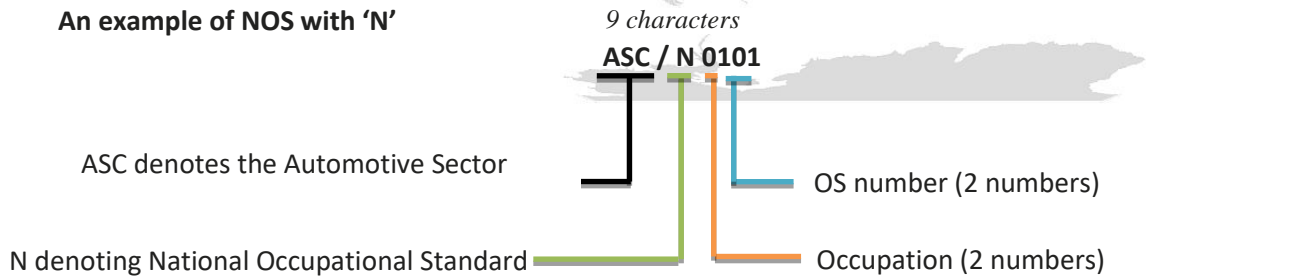 An example of NOS with ‘N’
9 characters
ASC / N 0101
ASC denotes the Automotive Sector
OS number (2 numbers)
N denoting National Occupational Standard
Occupation (2 numbers)